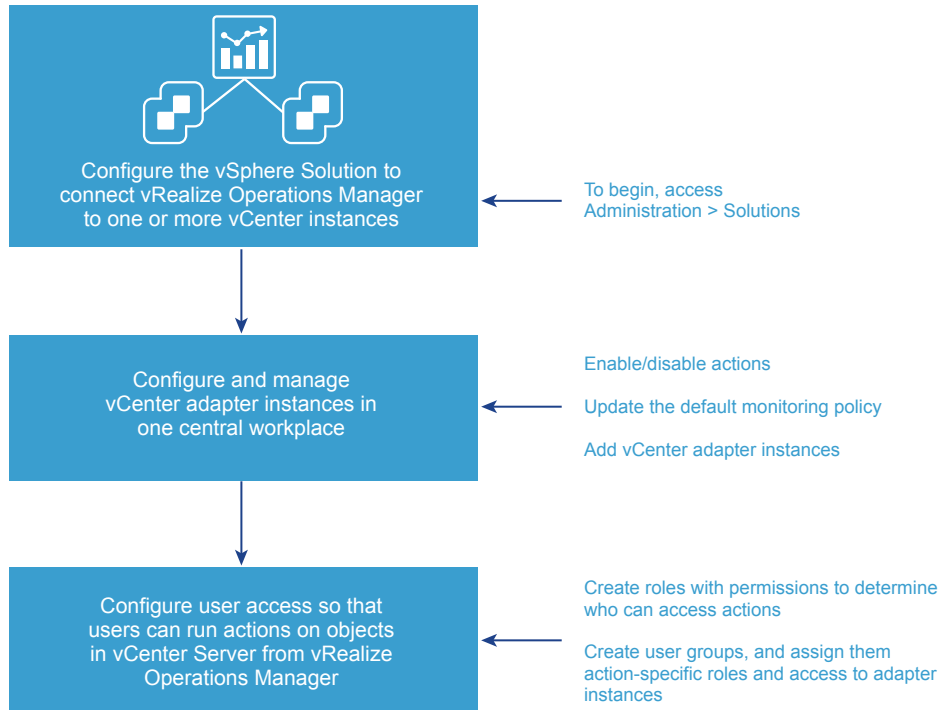 Configure the vSphere Solution to
connect vRealize Operations Manager
to one or more vCenter instances
To begin, access
Administration > Solutions
Configure and manage
vCenter adapter instances in
one central workplace
Enable/disable actions
Update the default monitoring policy
Add vCenter adapter instances
Configure user access so that
users can run actions on objects
in vCenter Server from vRealize
Operations Manager
Create roles with permissions to determine
who can access actions
Create user groups, and assign them
action-specific roles and access to adapter
instances